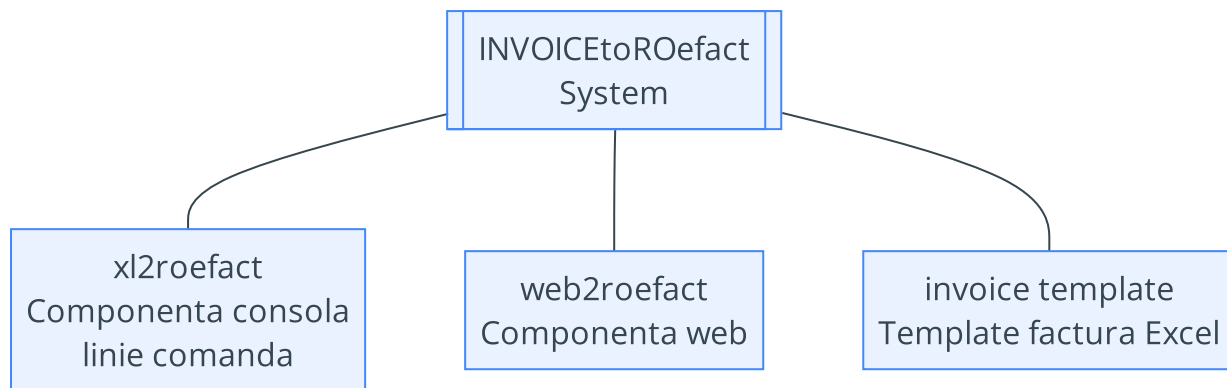 INVOICEtoROefact
System
xl2roefact
Componenta consola
linie comanda
web2roefact
Componenta web
invoice template
Template factura Excel